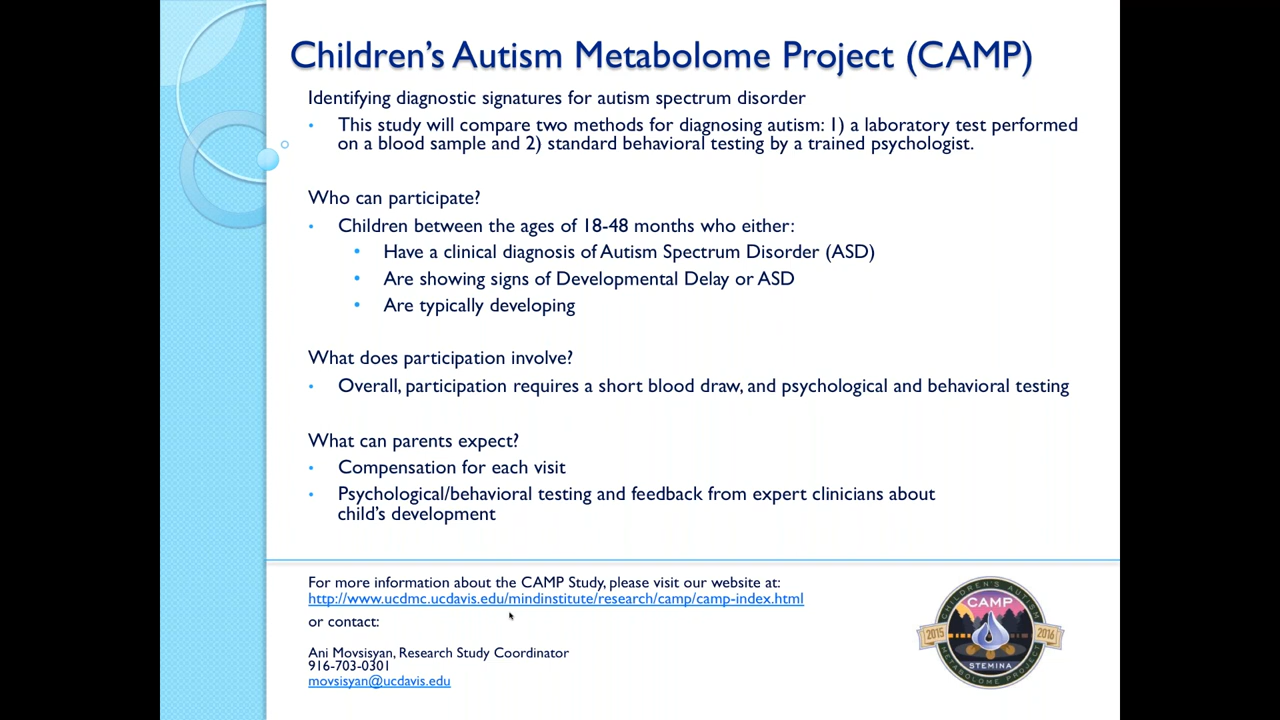 Children's Autism Metabolome Project (CAMP)
Identifying diagnostic signatures for autism spectrum disorder
• This study will compare two methods for diagnosing autism: 1) a laboratory test performed
on a blood sample and 2) standard behavioral testing by a trained psychologist.
Who can participate?
• Children between the ages of 18-48 months who either:
• Have a clinical diagnosis of Autism Spectrum Disorder (ASD)
• Are showing signs of Developmental Delay or ASD
• Are typically developing
What does participation involve?
• Overall, participation requires a short blood draw, and psychological and behavioral testing
What can parents expect?
• Compensation for each visit
• Psychological/behavioral testing and feedback from expert clinicians about
child's development
For more information about the CAMP Study, please visit our website at:
http://www.ucdmc.ucdavis.edu/mindinstitute/research/camp/camp-index.html
or contact:
Ani Movsisyan, Research Study Coordinator
916-703-0301
movsisyan@ucdavis.edu
CHILDREN'S AUTISM
CAMP
2015
2016
STEMINA
METABOLOME PROJECT